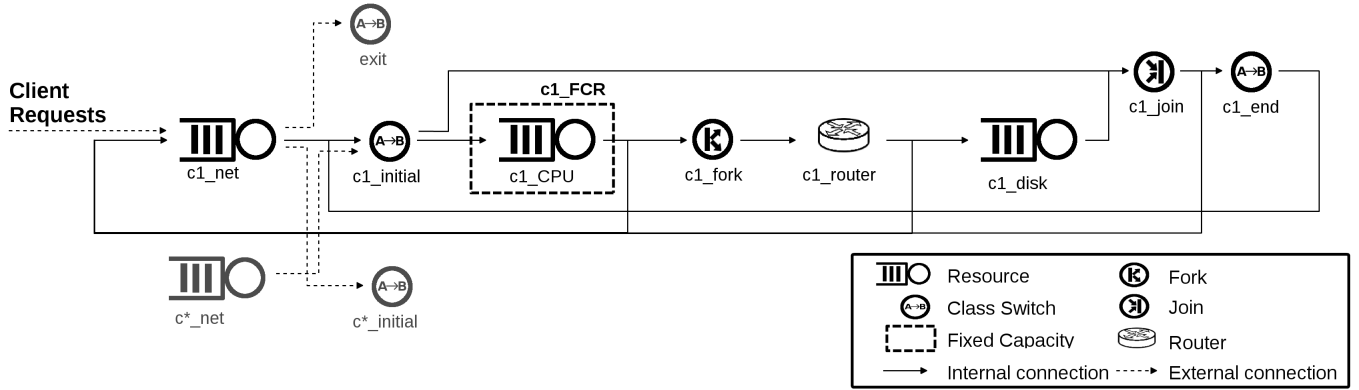 A→B
exit
Client
Requests
c1_net
A→B
c1_initial
c1_FCR
c1_CPU
c1_fork
c1_router
c1_disk
c1_join
A→B
c1_end
c*_net
A→B
c*_initial
Resource
Fork
A→B
Class Switch
Join
Fixed Capacity
Router
Internal connection
External connection